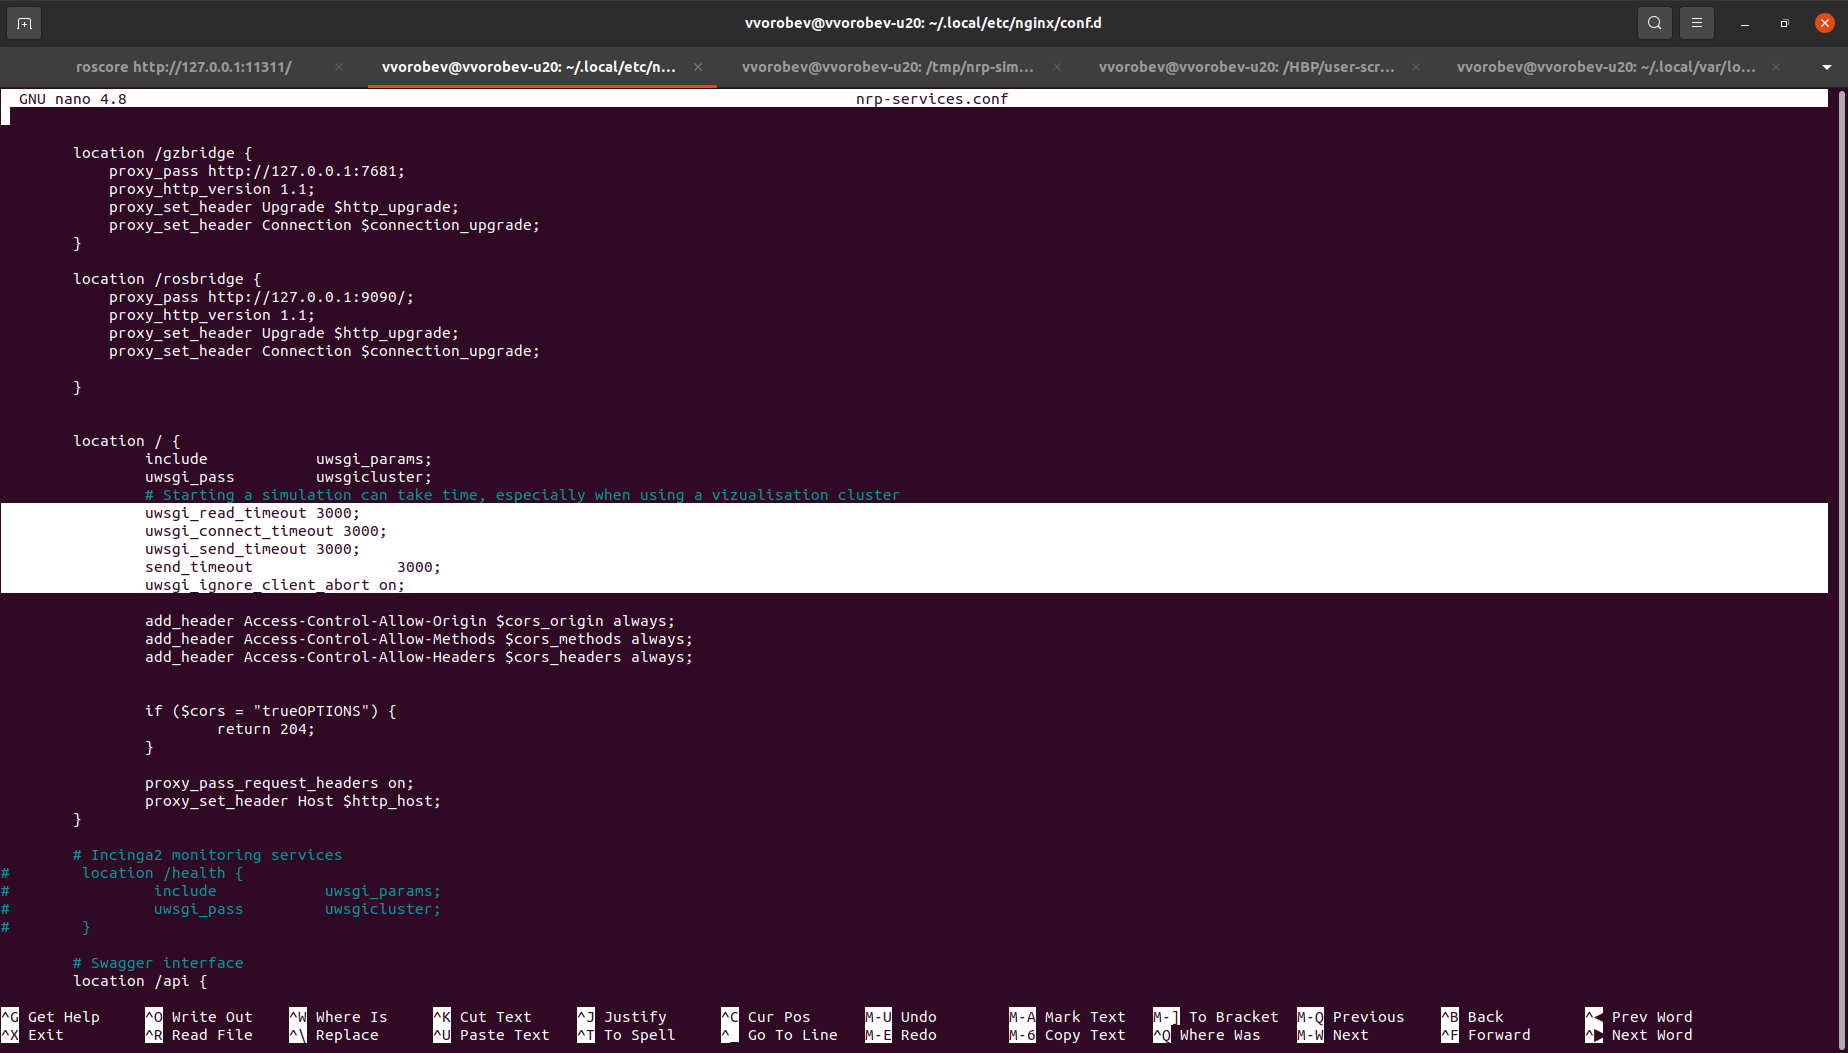 vvorobev@vvorobev-u20: ~/.local/etc/nginx/conf.d
roscore http://127.0.0.1:11311/
vvorobev@vvorobev-u20: ~/.local/etc/n...
vvorobev@vvorobev-u20: /tmp/nrp-sim...
vvorobev@vvorobev-u20: /HBP/user-scr...
vvorobev@vvorobev-u20: ~/.local/var/lo...
GNU nano 4.8 nrp-services.conf
location /gzbridge {
proxy_pass http://127.0.0.1:7681;
proxy_http_version 1.1;
proxy_set_header Upgrade $http_upgrade;
proxy_set_header Connection $connection_upgrade;
}
location /rosbridge {
proxy_pass http://127.0.0.1:9090/;
proxy_http_version 1.1;
proxy_set_header Upgrade $http_upgrade;
proxy_set_header Connection $connection_upgrade;
}
location / {
include uwsgi_params;
uwsgi_pass uwsgicluster;
# Starting a simulation can take time, especially when using a vizualisation cluster
uwsgi_read_timeout 3000;
uwsgi_connect_timeout 3000;
uwsgi_send_timeout 3000;
send_timeout 3000;
uwsgi_ignore_client_abort on;
add_header Access-Control-Allow-Origin $cors_origin always;
add_header Access-Control-Allow-Methods $cors_methods always;
add_header Access-Control-Allow-Headers $cors_headers always;
if ($cors = "trueOPTIONS") {
return 204;
}
proxy_pass_request_headers on;
proxy_set_header Host $http_host;
}
# Incinga2 monitoring services
# location /health {
# include uwsgi_params;
# uwsgi_pass uwsgicluster;
# }
# Swagger interface
location /api {
^G Get Help ^O Write Out ^W Where Is ^K Cut Text ^J Justify ^C Cur Pos M-U Undo M-A Mark Text M-] To Bracket M-Q Previous ^B Back ^◀ Prev Word
^X Exit ^R Read File ^\ Replace ^U Paste Text ^T To Spell ^_ Go To Line M-E Redo M-6 Copy Text ^Q Where Was M-W Next ^F Forward ^▶ Next Word